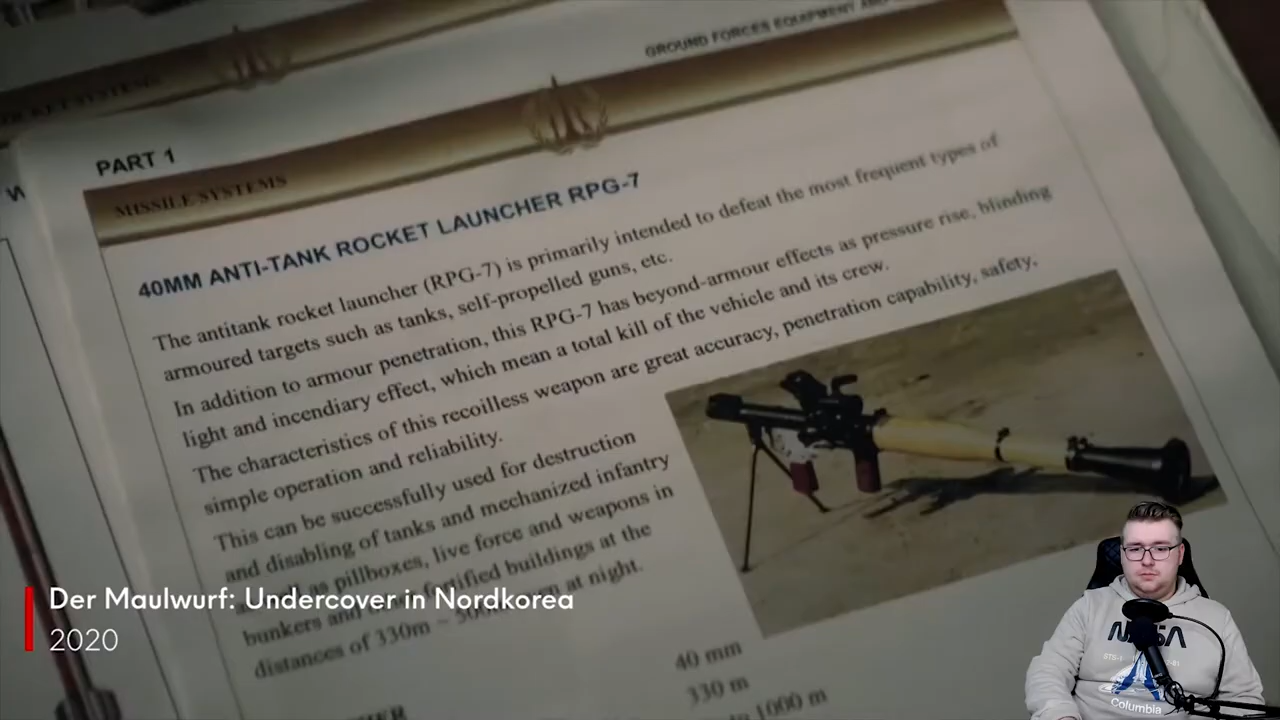 GROUND FORCES EQUIPMENT AND
PART 1
MISSILE SYSTEMS
40MM ANTI-TANK ROCKET LAUNCHER RPG-7
The antitank rocket launcher (RPG-7) is primarily intended to defeat the most frequent types of
armoured targets such as tanks, self-propelled guns, etc.
In addition to armour penetration, this RPG-7 has beyond-armour effects as pressure rise, blinding
light and incendiary effect, which mean a total kill of the vehicle and its crew.
The characteristics of this recoilless weapon are great accuracy, penetration capability, safety,
simple operation and reliability.
This can be successfully used for destruction
and disabling of tanks and mechanized infantry
as pillboxes, live force and weapons in
bunkers and fortified buildings at the
distances of 330m – at night.
40 mm
330 m
1000 m
Der Maulwurf: Undercover in Nordkorea
2020
NASA
Columbia